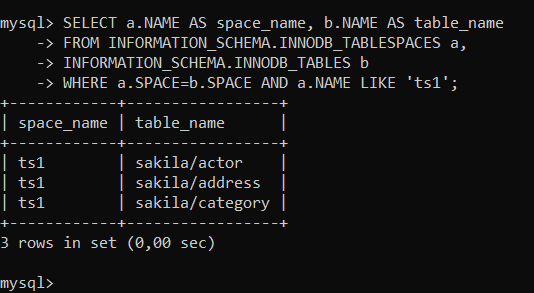 mysql> SELECT a.NAME AS space_name, b.NAME AS table_name
    -> FROM INFORMATION_SCHEMA.INNODB_TABLESPACES a,
    -> INFORMATION_SCHEMA.INNODB_TABLES b
    -> WHERE a.SPACE=b.SPACE AND a.NAME LIKE 'ts1';
+------------+-----------------+
| space_name | table_name      |
+------------+-----------------+
| ts1        | sakila/actor    |
| ts1        | sakila/address  |
| ts1        | sakila/category |
+------------+-----------------+
3 rows in set (0,00 sec)
mysql>